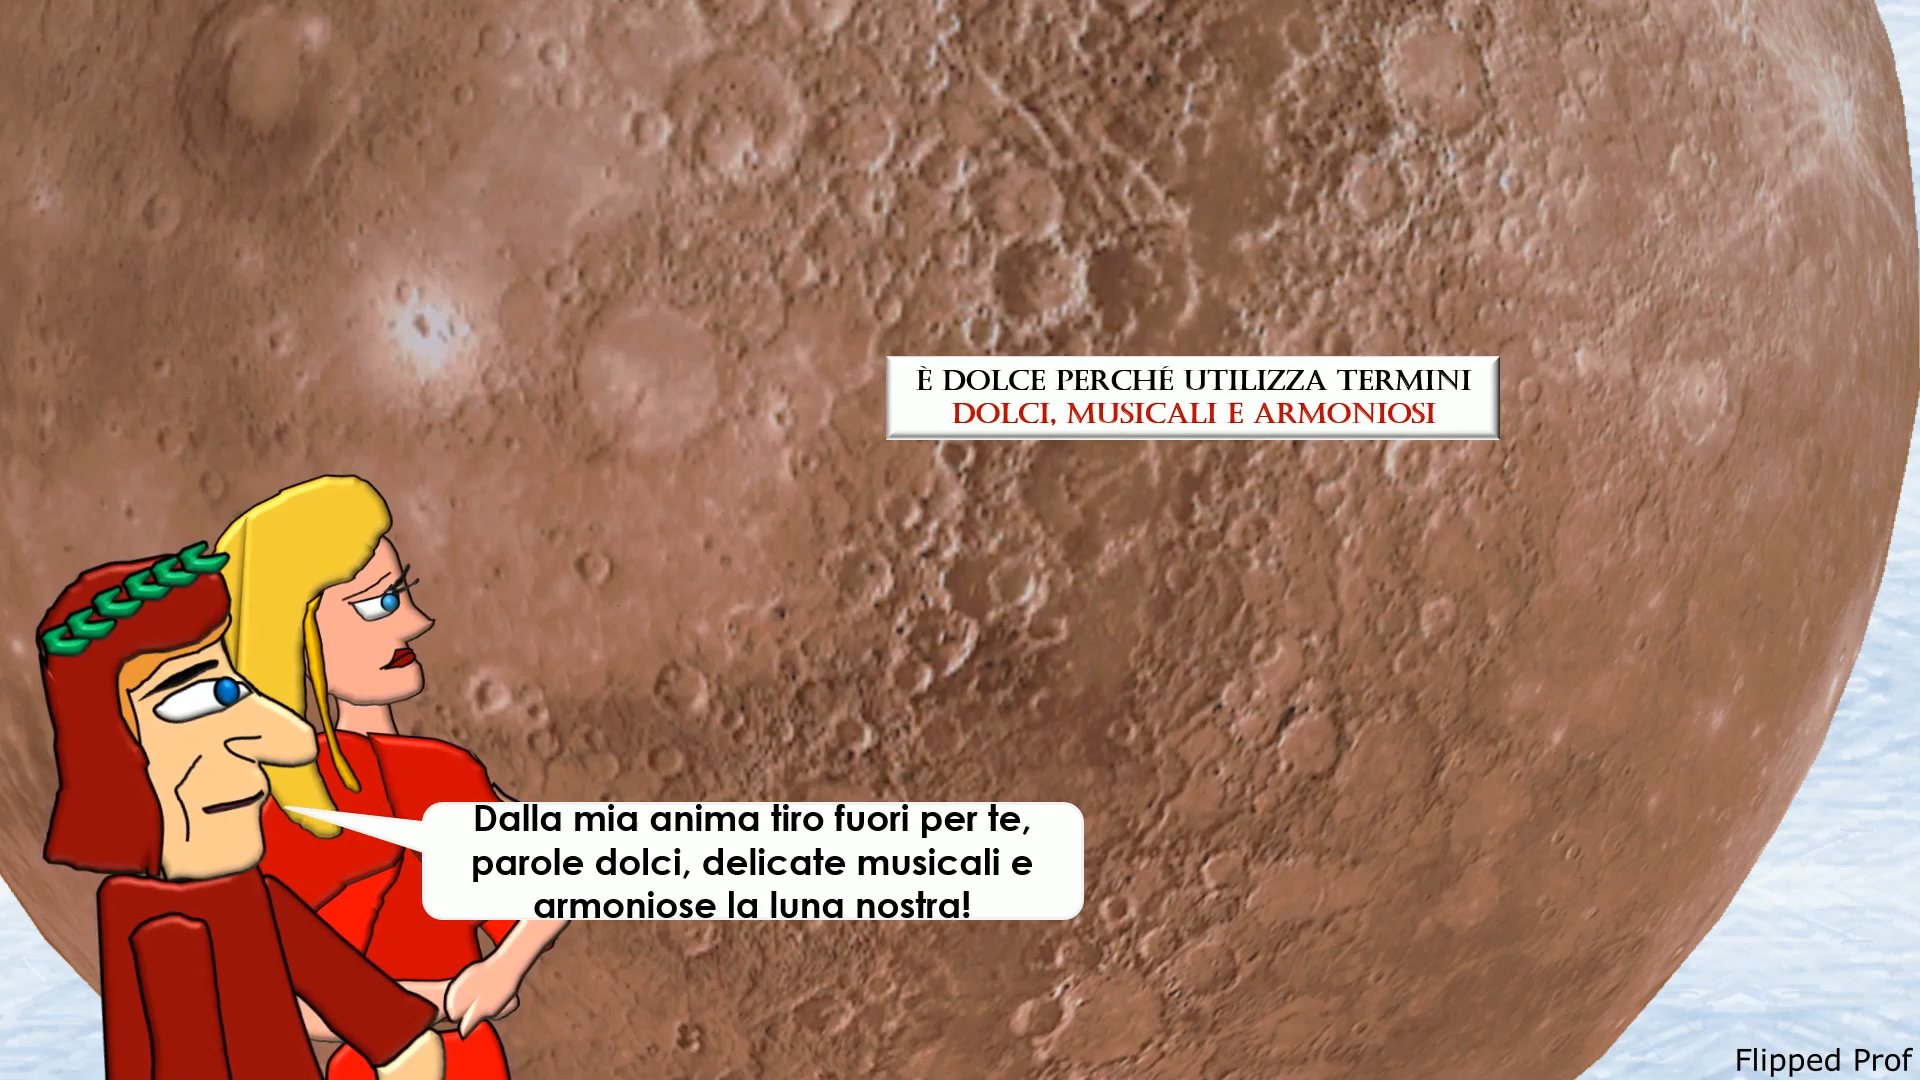 È DOLCE PERCHÉ UTILIZZA TERMINI
DOLCI, MUSICALI E ARMONIOSI
Dalla mia anima tiro fuori per te,
parole dolci, delicate musicali e
armoniose la luna nostra!
Flipped Prof